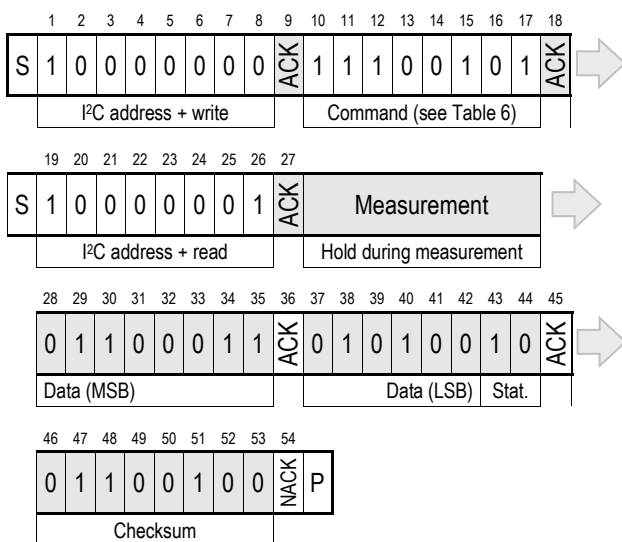 1 2 3 4 5 6 7 8 9 10 11 12 13 14 15 16 17 18
S 1 0 0 0 0 0 0 0 ACK 1 1 1 0 0 1 0 1 ACK
I²C address + write Command (see Table 6)
19 20 21 22 23 24 25 26 27
S 1 0 0 0 0 0 0 1 ACK Measurement
I²C address + read Hold during measurement
28 29 30 31 32 33 34 35 36 37 38 39 40 41 42 43 44 45
0 1 1 0 0 0 1 1 ACK 0 1 0 1 0 0 1 0 ACK
Data (MSB) Data (LSB) Stat.
46 47 48 49 50 51 52 53 54
0 1 1 0 0 1 0 0 NACK P
Checksum